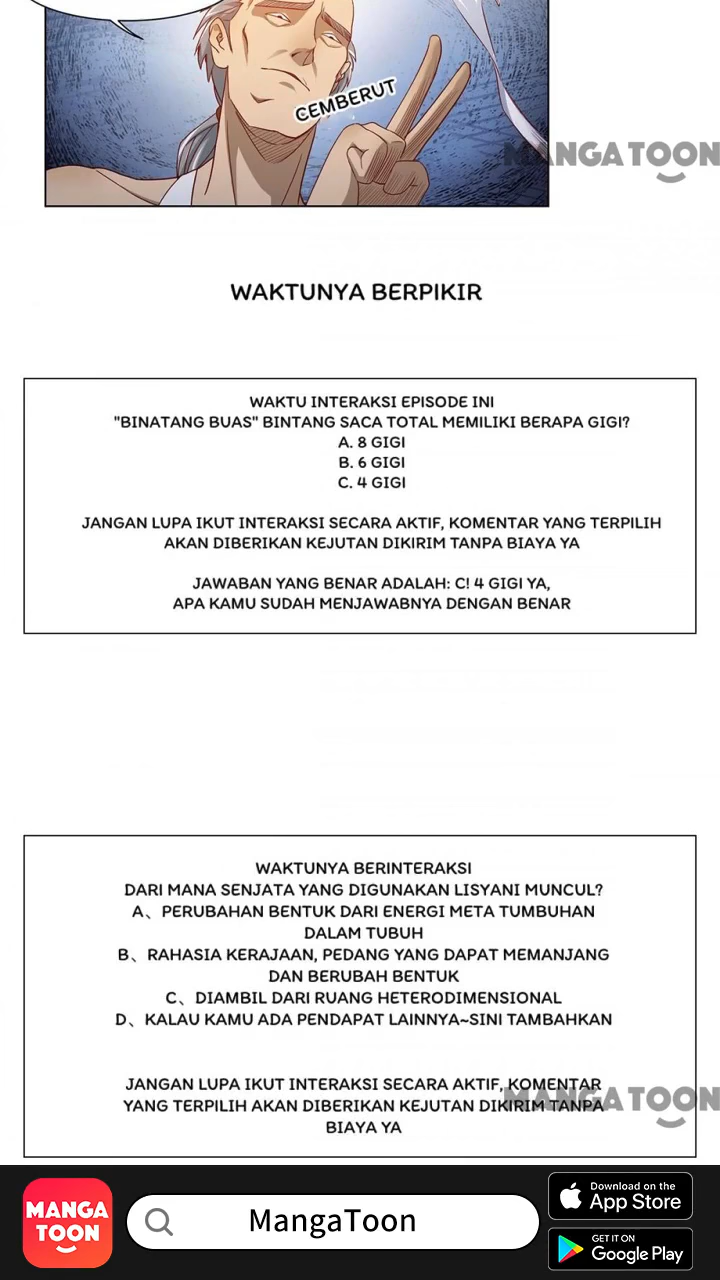 CEMBERUT
MANGATOON
WAKTUNYA BERPIKIR
WAKTU INTERAKSI EPISODE INI
"BINATANG BUAS" BINTANG SACA TOTAL MEMILIKI BERAPA GIGI?
A. 8 GIGI
B. 6 GIGI
C. 4 GIGI
JANGAN LUPA IKUT INTERAKSI SECARA AKTIF, KOMENTAR YANG TERPILIH
AKAN DIBERIKAN KEJUTAN DIKIRIM TANPA BIAYA YA
JAWABAN YANG BENAR ADALAH: C! 4 GIGI YA,
APA KAMU SUDAH MENJAWABNYA DENGAN BENAR
WAKTUNYA BERINTERAKSI
DARI MANA SENJATA YANG DIGUNAKAN LISYANI MUNCUL?
A、PERUBAHAN BENTUK DARI ENERGI META TUMBUHAN
DALAM TUBUH
B、RAHASIA KERAJAAN, PEDANG YANG DAPAT MEMANJANG
DAN BERUBAH BENTUK
C、DIAMBIL DARI RUANG HETERODIMENSIONAL
D、KALAU KAMU ADA PENDAPAT LAINNYA~SINI TAMBAHKAN
JANGAN LUPA IKUT INTERAKSI SECARA AKTIF, KOMENTAR
YANG TERPILIH AKAN DIBERIKAN KEJUTAN DIKIRIM TANPA
BIAYA YA
MANGATOON
MANGA
TOON
MangaToon
Download on the
App Store
GET IT ON
Google Play